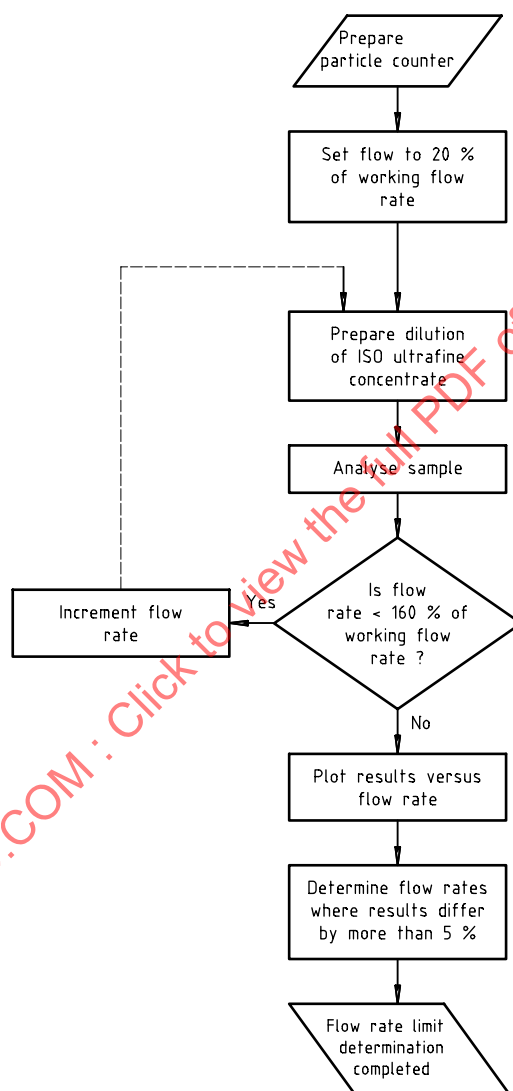 Prepare
particle counter
Set flow to 20 %
of working flow
rate
Prepare dilution
of ISO ultrafine
concentrate
Analyse sample
Is flow
rate < 160 % of
working flow
rate ?
Yes
Increment flow
rate
No
Plot results versus
flow rate
Determine flow rates
where results differ
by more than 5 %
Flow rate limit
determination
completed
.COM : Click to view the full PDF of